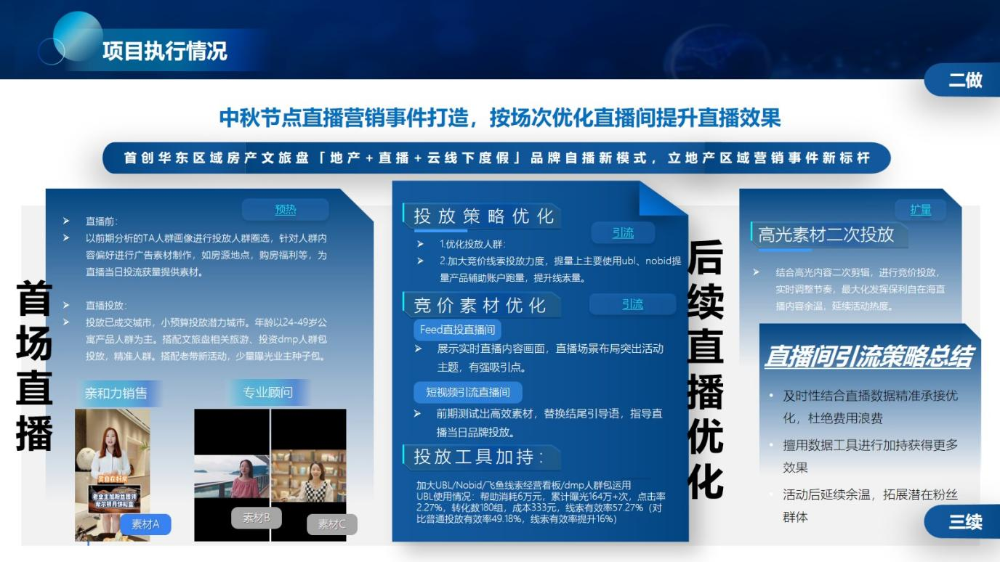 项目执行情况
二做
中秋节点直播营销事件打造，按场次优化直播间提升直播效果
首创华东区域房产文旅盘「地产+直播+云线下度假」品牌自播新模式，立地产区域营销事件新标杆
首场直播
预热
直播前：
以前期分析的TA人群画像进行投放人群圈选，针对人群内
容偏好进行广告素材制作，如房源地点，购房福利等，为
直播当日投流获量提供素材。
直播投放：
投放已成交城市，小预算投放潜力城市。年龄以24-49岁公
寓产品人群为主。搭配文旅盘相关旅游、投资dmp人群包
投放，精准人群。搭配老带新活动，少量曝光业主种子包。
亲和力销售
专业顾问
宾自在好房
老业主加粉丝团领
紫尔顿月饼礼盒
素材A
素材B
素材C
投放策略优化
引流
1.优化投放人群：
2.加大竞价线索投放力度，提量上主要使用ubl、nobid提
量产品辅助账户跑量，提升线索量。
竞价素材优化
引流
Feed直投直播间
展示实时直播内容画面，直播场景布局突出活动
主题，有强吸引点。
短视频引流直播间
前期测试出高效素材，替换结尾引导语，指导直
播当日品牌投放。
投放工具加持：
加大UBL/Nobid/飞鱼线索经营看板/dmp人群包运用
UBL使用情况：帮助消耗6万元，累计曝光164万+次，点击率
2.27%，转化数180组，成本333元，线索有效率57.27%（对
比普通投放有效率49.18%，线索有效率提升16%）
后续直播优化
扩量
高光素材二次投放
结合高光内容二次剪辑，进行竞价投放，
实时调整节奏，最大化发挥保利自在海直
播内容余温，延续活动热度。
直播间引流策略总结
及时性结合直播数据精准承接优
化，杜绝费用浪费
擅用数据工具进行加持获得更多
效果
活动后延续余温，拓展潜在粉丝
群体
三续